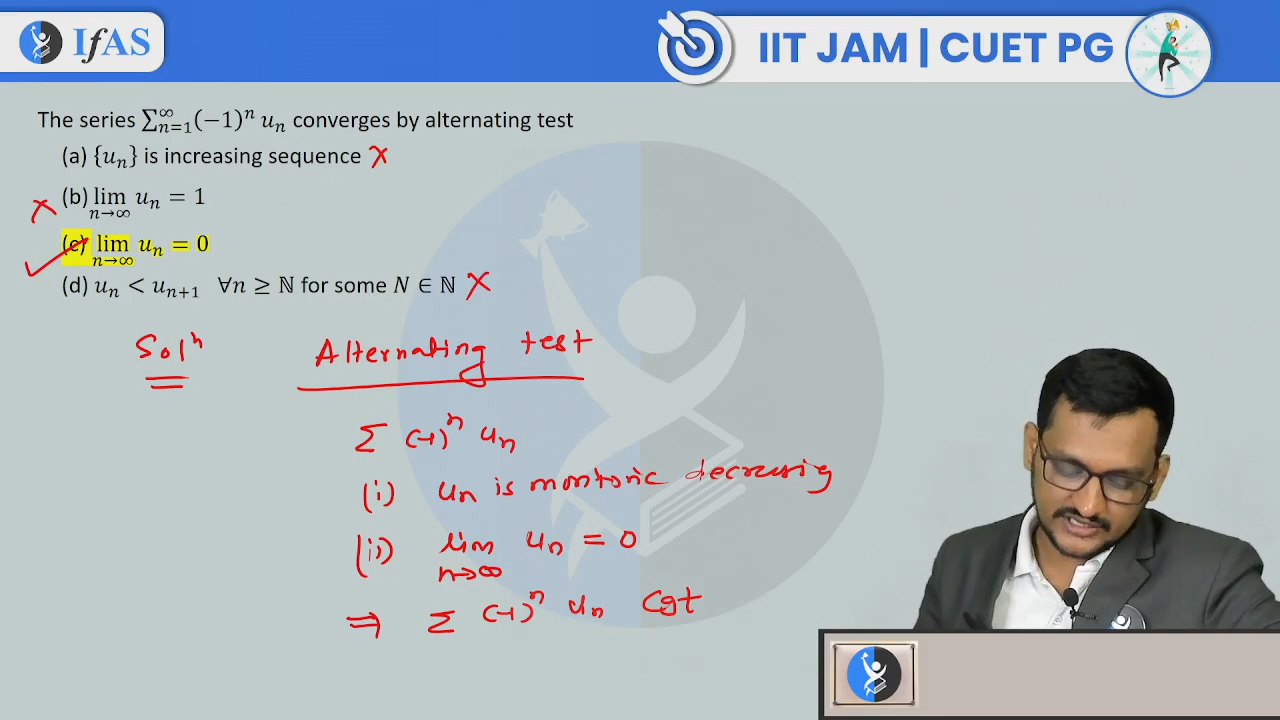 IfAS
IIT JAM | CUET PG
The series ∑_{n=1}^{∞}(−1)^n u_n converges by alternating test
(a) {u_n} is increasing sequence ✗
✗ (b) lim_{n→∞} u_n = 1
✓ (c) lim_{n→∞} u_n = 0
(d) u_n < u_{n+1} ∀n ≥ ℕ for some N ∈ ℕ ✗
Solⁿ Alternating test
Σ (-1)^n u_n
(i) u_n is montonic decreasing
(ii) lim_{n→∞} u_n = 0
⇒ Σ (-1)^n u_n cgt